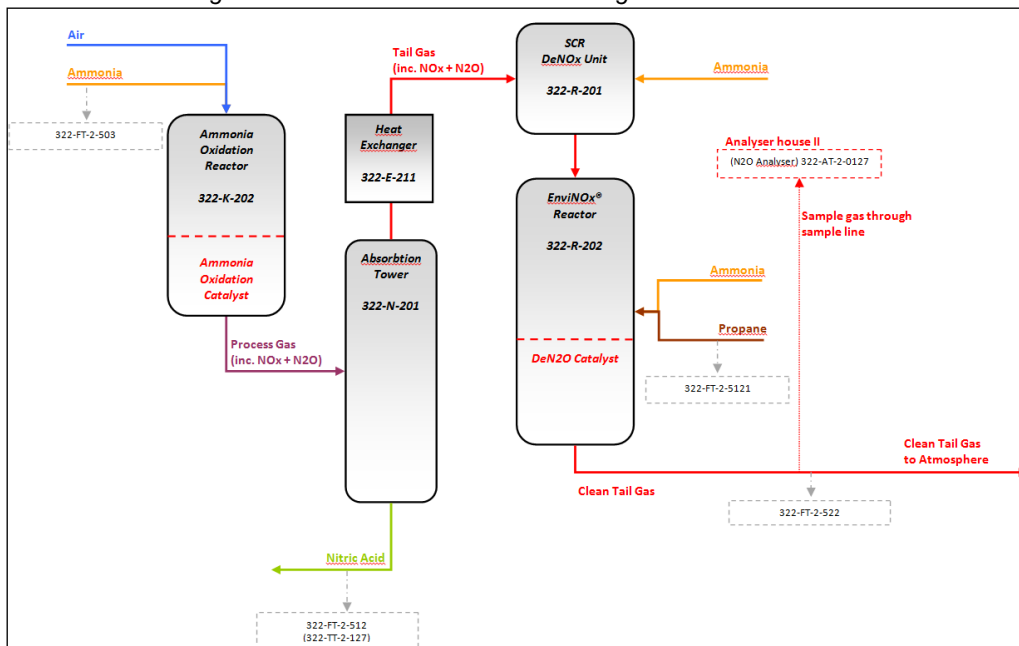 Air
Ammonia
322-FT-2-503
Ammonia
Oxidation
Reactor
322-K-202
Ammonia
Oxidation
Catalyst
Process Gas
(inc. NOx + N2O)
Tail Gas
(inc. NOx + N2O)
Heat
Exchanger
322-E-211
Absorbtion
Tower
322-N-201
Nitric Acid
322-FT-2-512
(322-TT-2-127)
SCR
DeNOx Unit
322-R-201
Ammonia
EnviNOx®
Reactor
322-R-202
DeN2O Catalyst
Ammonia
Propane
322-FT-2-5121
Analyser house II
(N2O Analyser) 322-AT-2-0127
Sample gas through
sample line
Clean Tail Gas
Clean Tail Gas
to Atmosphere
322-FT-2-522